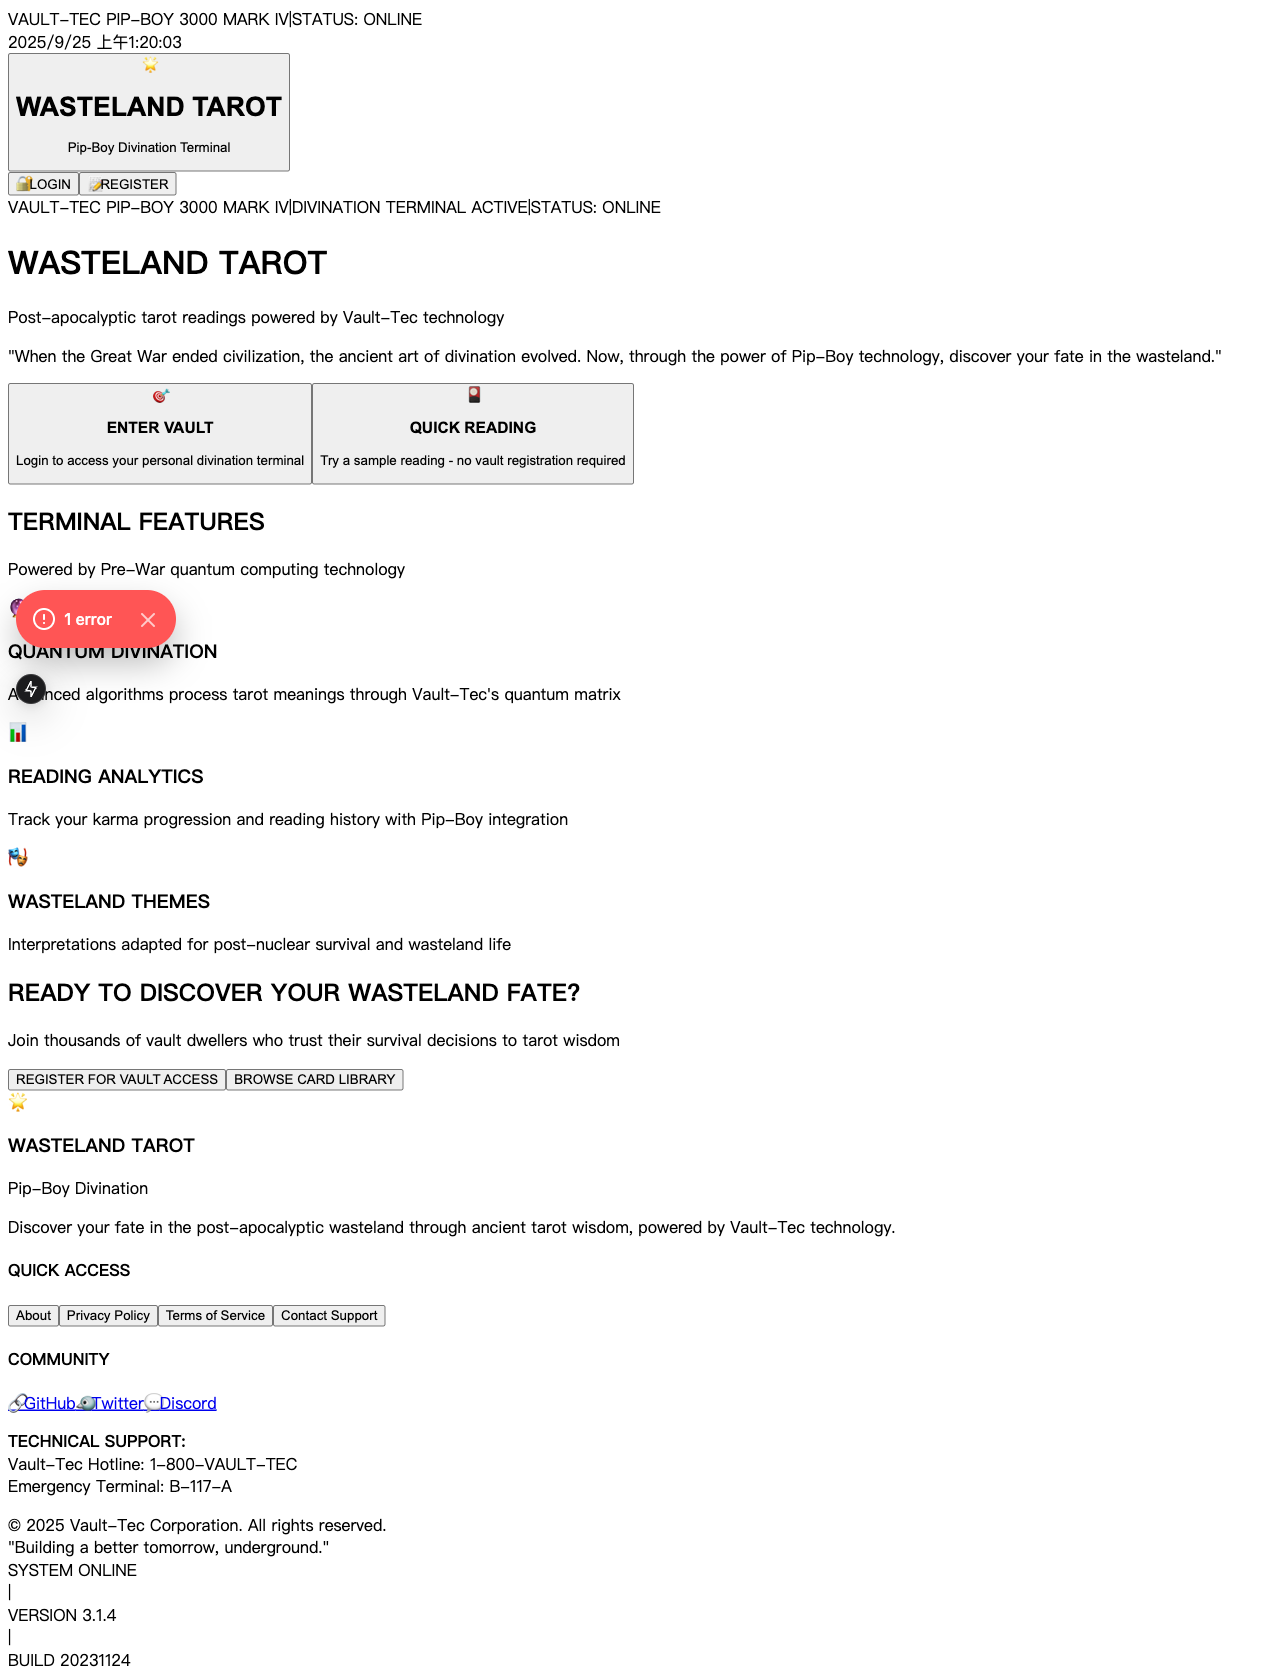 VAULT-TEC PIP-BOY 3000 MARK IV|STATUS: ONLINE
2025/9/25 上午1:20:03
WASTELAND TAROT
Pip-Boy Divination Terminal
LOGIN REGISTER
VAULT-TEC PIP-BOY 3000 MARK IV|DIVINATION TERMINAL ACTIVE|STATUS: ONLINE
WASTELAND TAROT
Post-apocalyptic tarot readings powered by Vault-Tec technology
"When the Great War ended civilization, the ancient art of divination evolved. Now, through the power of Pip-Boy technology, discover your fate in the wasteland."
ENTER VAULT
Login to access your personal divination terminal
QUICK READING
Try a sample reading - no vault registration required
TERMINAL FEATURES
Powered by Pre-War quantum computing technology
1 error
QUANTUM DIVINATION
algorithms process tarot meanings through Vault-Tec's quantum matrix
READING ANALYTICS
Track your karma progression and reading history with Pip-Boy integration
WASTELAND THEMES
Interpretations adapted for post-nuclear survival and wasteland life
READY TO DISCOVER YOUR WASTELAND FATE?
Join thousands of vault dwellers who trust their survival decisions to tarot wisdom
REGISTER FOR VAULT ACCESS BROWSE CARD LIBRARY
WASTELAND TAROT
Pip-Boy Divination
Discover your fate in the post-apocalyptic wasteland through ancient tarot wisdom, powered by Vault-Tec technology.
QUICK ACCESS
About Privacy Policy Terms of Service Contact Support
COMMUNITY
GitHub Twitter Discord
TECHNICAL SUPPORT:
Vault-Tec Hotline: 1-800-VAULT-TEC
Emergency Terminal: B-117-A
© 2025 Vault-Tec Corporation. All rights reserved.
"Building a better tomorrow, underground."
SYSTEM ONLINE
|
VERSION 3.1.4
|
BUILD 20231124